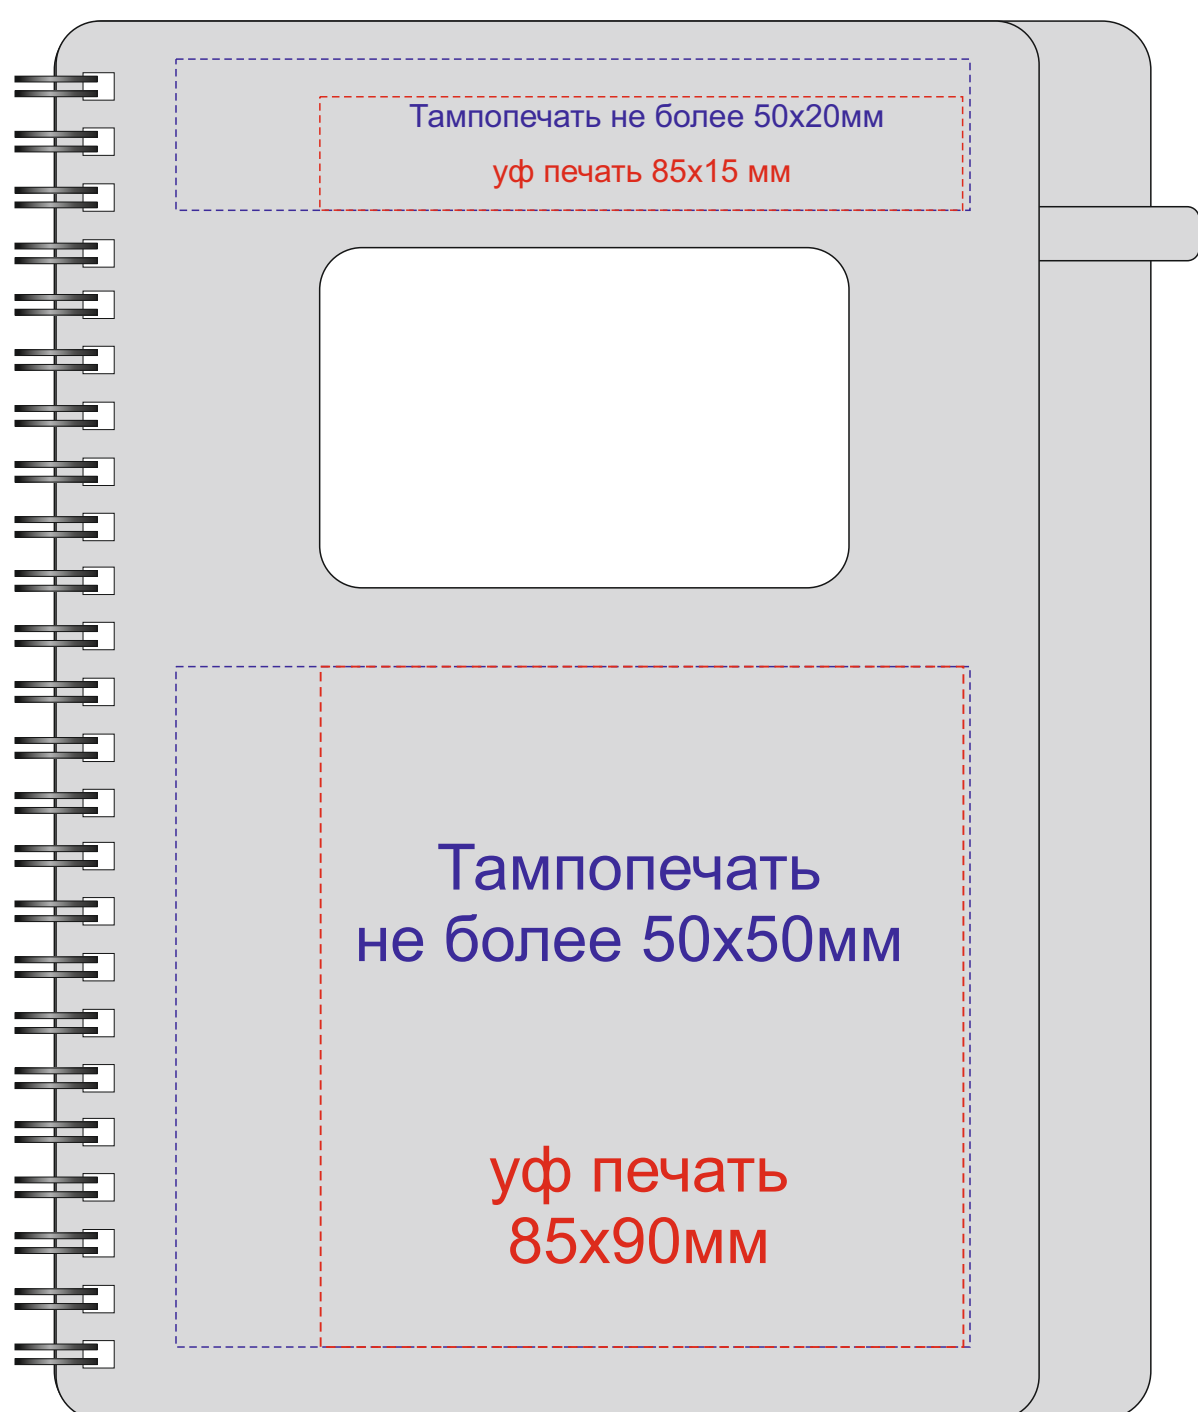 Тампопечать не более 50х20мм
уф печать 85х15 мм
Тампопечать
не более 50х50мм
уф печать
85х90мм